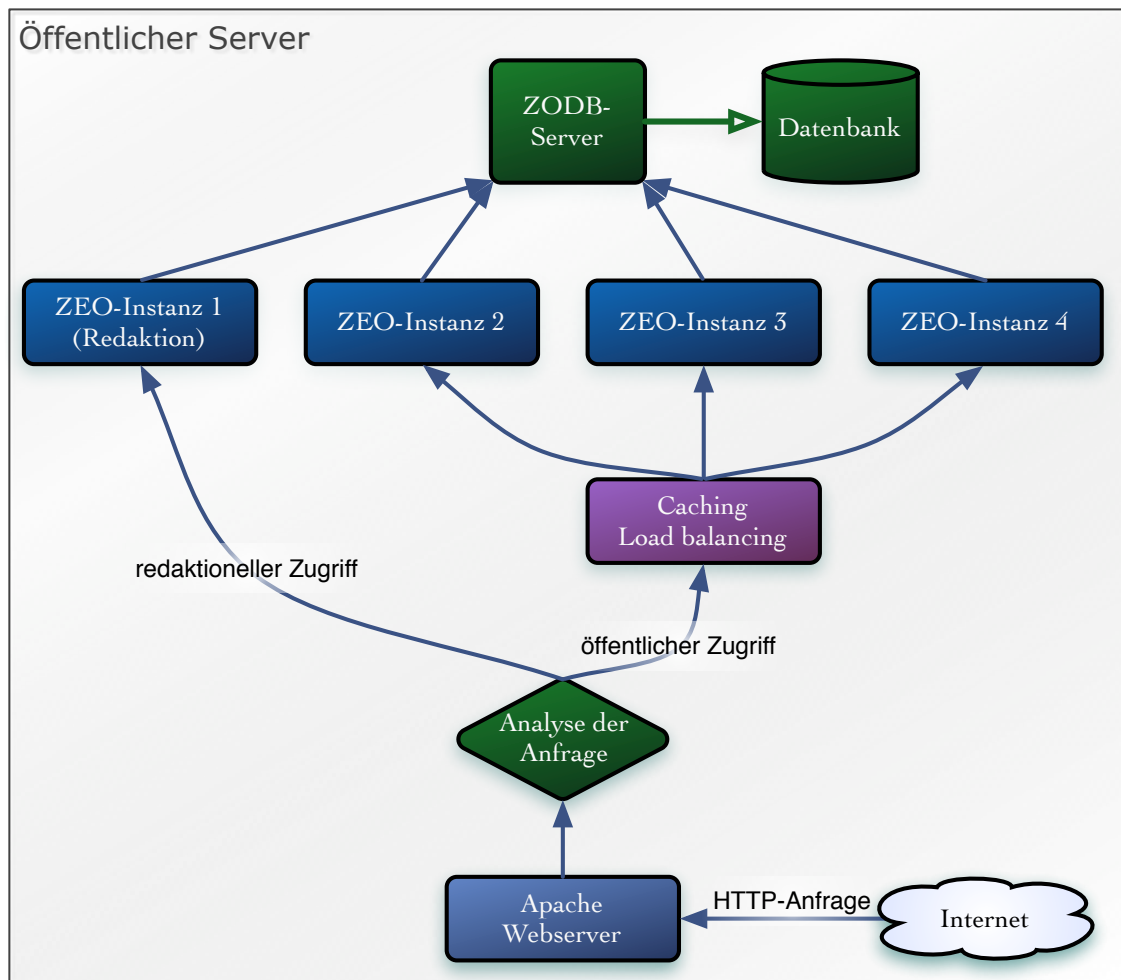 Öffentlicher Server
ZODB-
Server
Datenbank
ZEO-Instanz 1
(Redaktion)
ZEO-Instanz 2
ZEO-Instanz 3
ZEO-Instanz 4
Caching
Load balancing
redaktioneller Zugriff
öffentlicher Zugriff
Analyse der
Anfrage
Apache
Webserver
HTTP-Anfrage
Internet